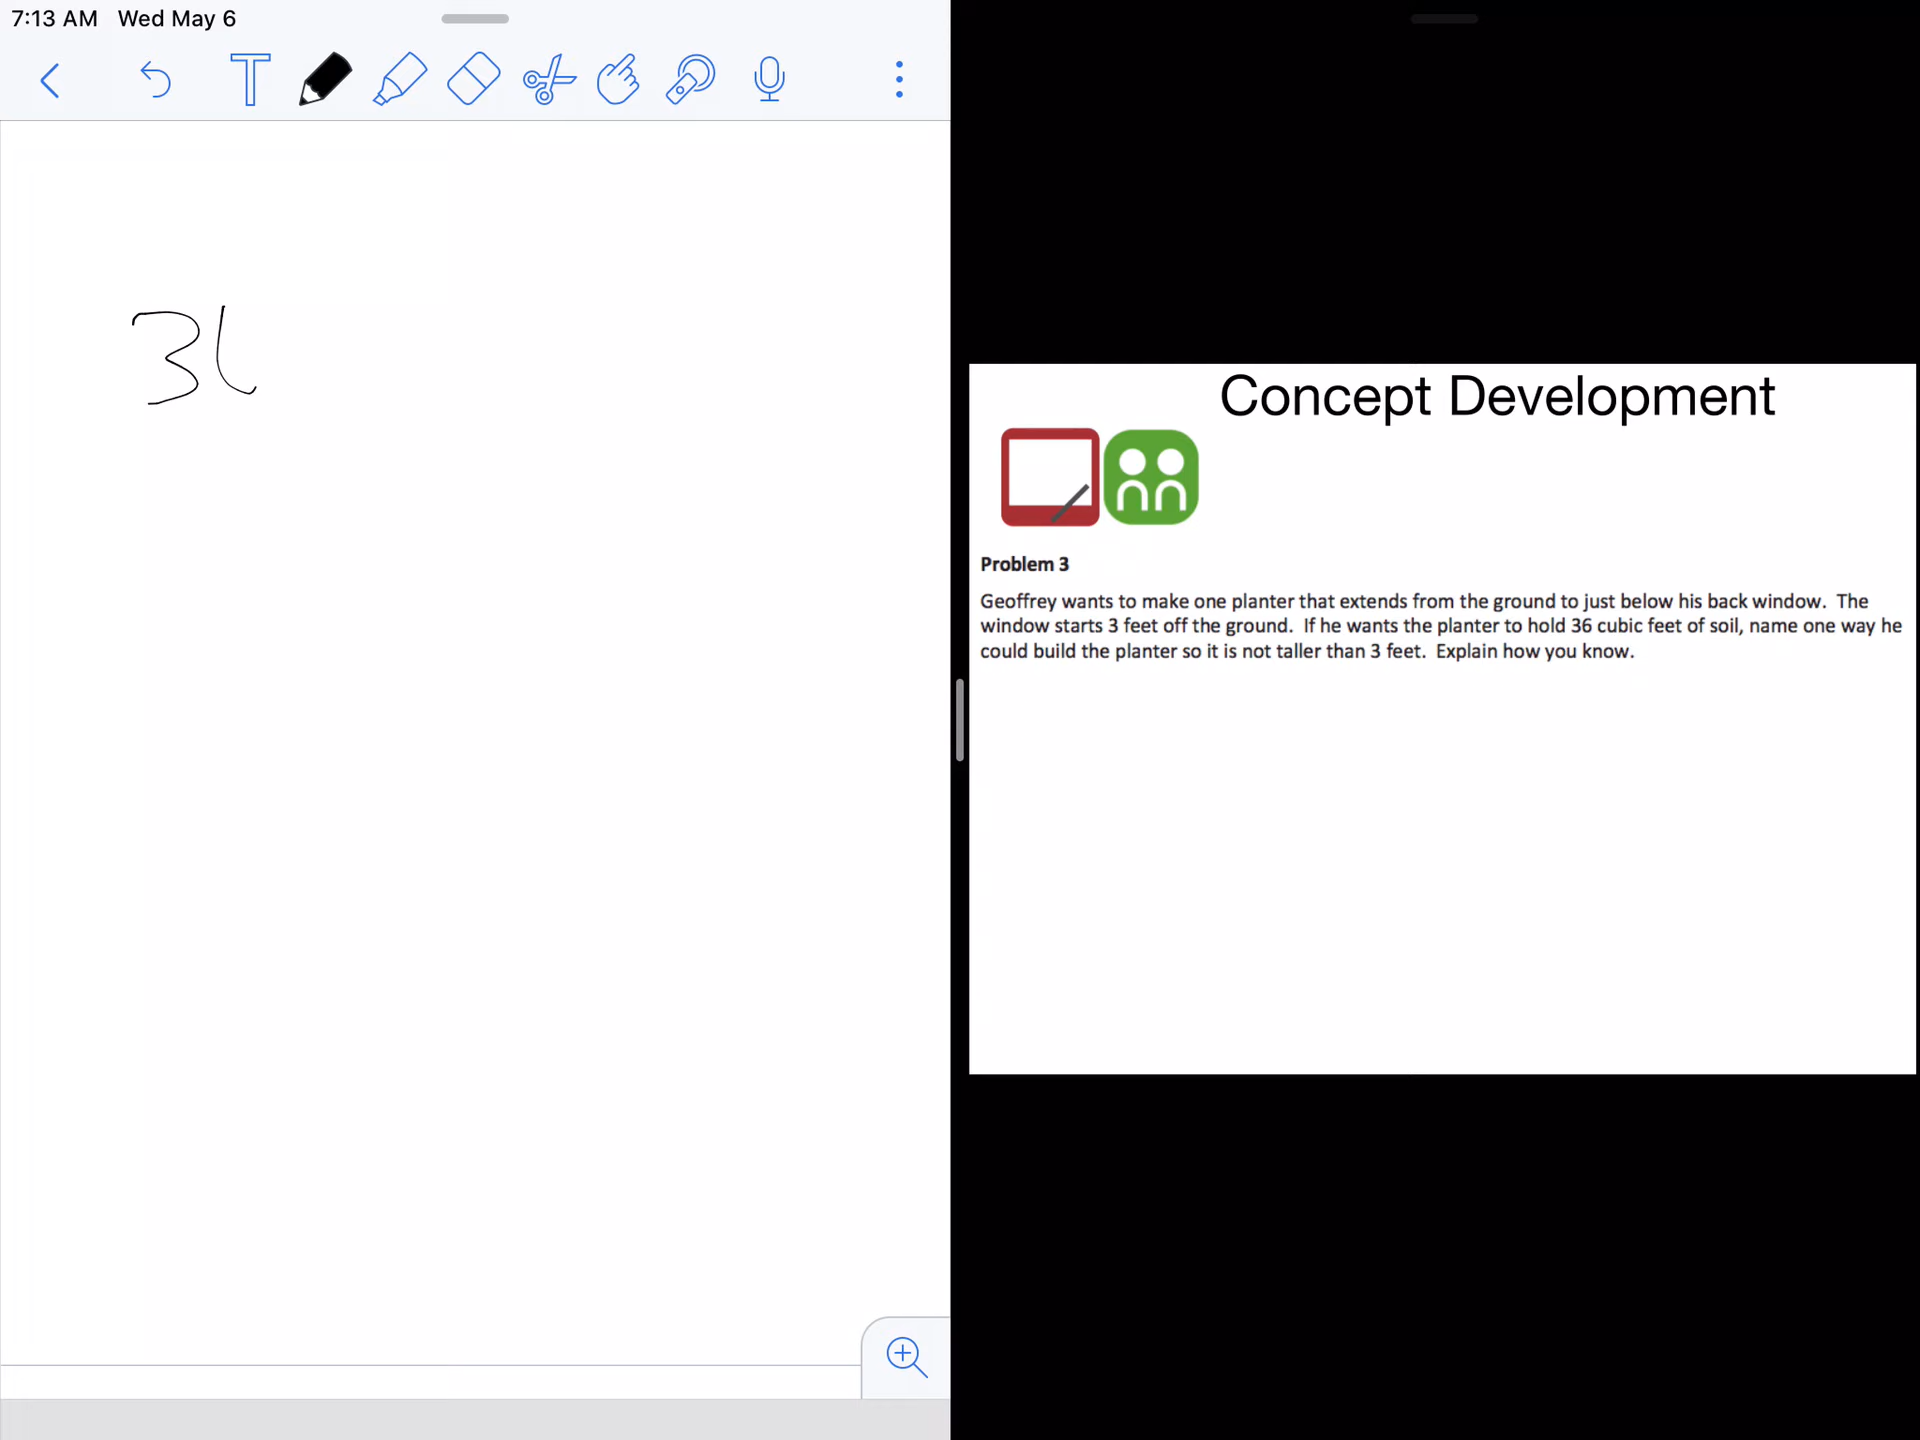 7:13 AM Wed May 6
T
3
Concept Development
Problem 3
Geoffrey wants to make one planter that extends from the ground to just below his back window. The
window starts 3 feet off the ground. If he wants the planter to hold 36 cubic feet of soil, name one way he
could build the planter so it is not taller than 3 feet. Explain how you know.